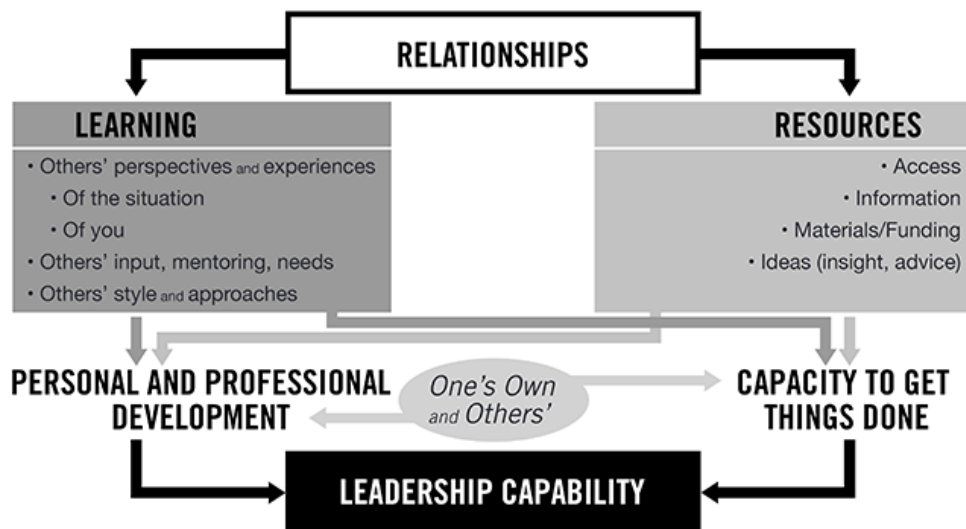 RELATIONSHIPS
LEARNING
• Others' perspectives and experiences
• Of the situation
• Of you
• Others' input, mentoring, needs
• Others' style and approaches
RESOURCES
• Access
• Information
• Materials/Funding
• Ideas (insight, advice)
PERSONAL AND PROFESSIONAL
DEVELOPMENT
One's Own
and Others'
CAPACITY TO GET
THINGS DONE
LEADERSHIP CAPABILITY